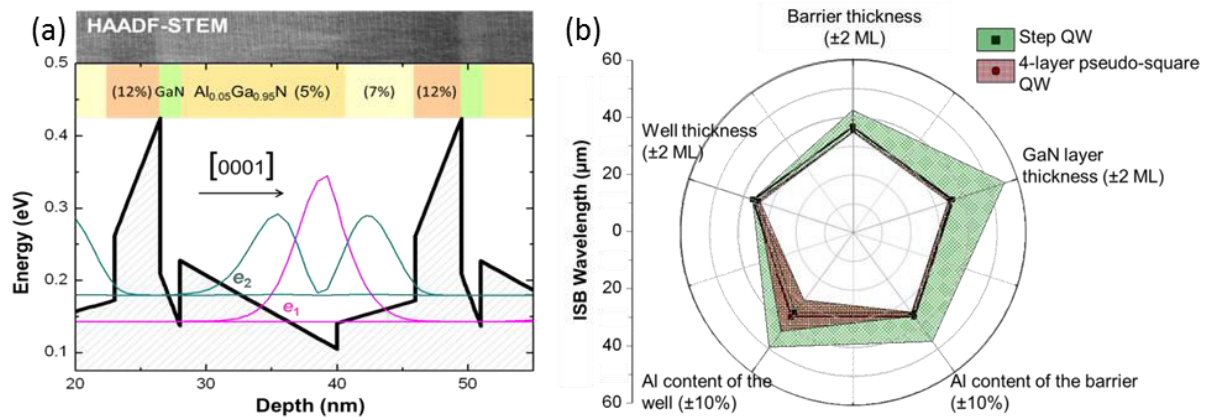 (a)
HAADF-STEM
(12%) GaN Al0.05Ga0.95N (5%) (7%) (12%)
[0001]
e2
e1
Energy (eV)
0.5
0.4
0.3
0.2
0.1
20 30 40 50
Depth (nm)
(b)
Barrier thickness
(±2 ML)
Step QW
4-layer pseudo-square
QW
Well thickness
(±2 ML)
GaN layer
thickness (±2 ML)
ISB Wavelength (µm)
60
40
20
0
20
40
60
Al content of the
well (±10%)
Al content of the barrier
(±10%)